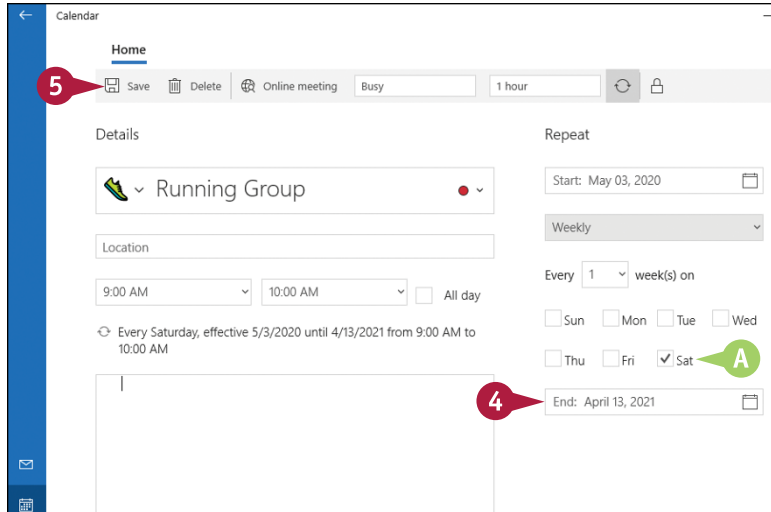 Calendar
Home
5
Save Delete Online meeting Busy 1 hour
Details
Repeat
Running Group
Start: May 03, 2020
Weekly
Location
Every 1 week(s) on
9:00 AM 10:00 AM All day
Sun Mon Tue Wed
Every Saturday, effective 5/3/2020 until 4/13/2021 from 9:00 AM to
10:00 AM
Thu Fri Sat A
4 End: April 13, 2021